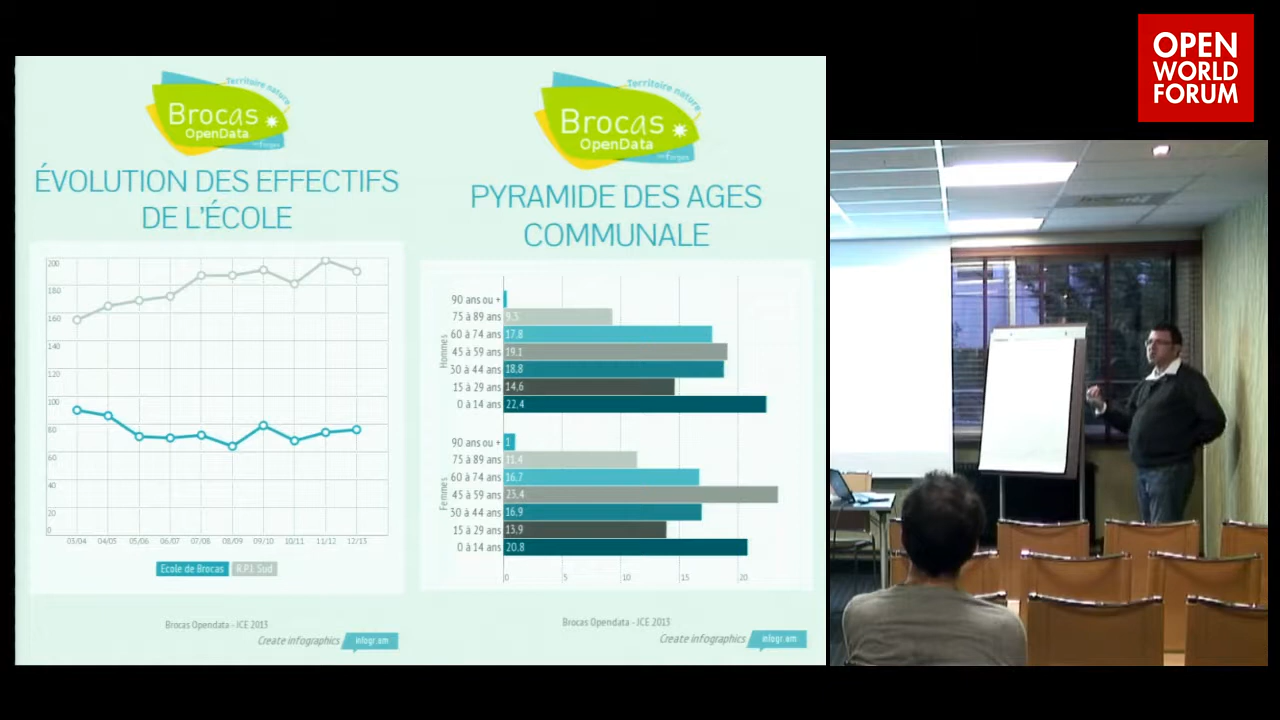 OPEN
WORLD
FORUM
Territoire nature
Brocas
OpenData
les Forges
ÉVOLUTION DES EFFECTIFS
DE L'ÉCOLE
200
180
160
140
120
100
80
60
40
20
0
03/04 04/05 05/06 06/07 07/08 08/09 09/10 10/11 11/12 12/13
Ecole de Brocas R.P.I. Sud
Brocas Opendata - ICE 2013
Create infographics infogr.am
Territoire nature
Brocas
OpenData
les Forges
PYRAMIDE DES AGES
COMMUNALE
Hommes
90 ans ou +
75 à 89 ans 9.3
60 à 74 ans 17.8
45 à 59 ans 19.1
30 à 44 ans 18.8
15 à 29 ans 14.6
0 à 14 ans 22.4
Femmes
90 ans ou + 1
75 à 89 ans 11.4
60 à 74 ans 16.7
45 à 59 ans 23.4
30 à 44 ans 16.9
15 à 29 ans 13.9
0 à 14 ans 20.8
0 5 10 15 20
Brocas Opendata - ICE 2013
Create infographics infogr.am